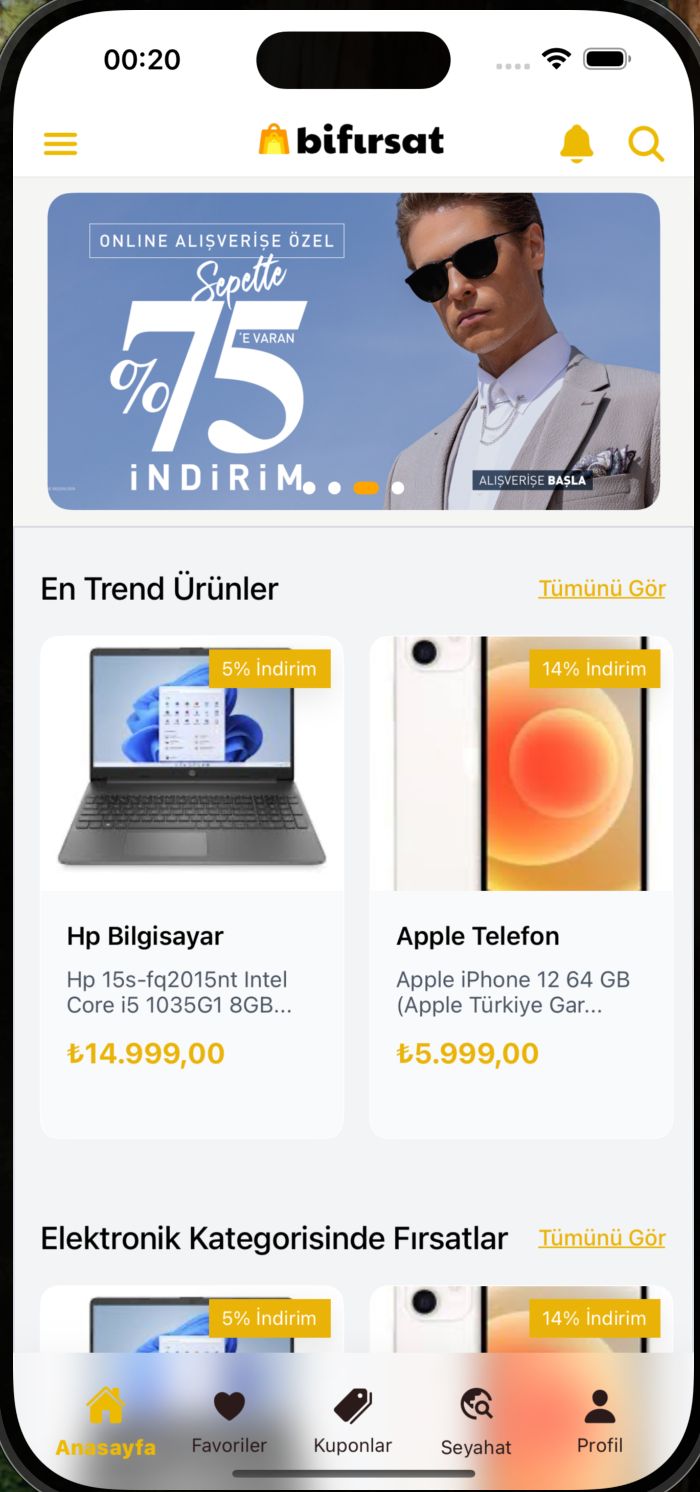 00:20
bifırsat
ONLINE ALIŞVERİŞE ÖZEL
Sepette
%75
'E VARAN
İNDİRİM
ALIŞVERİŞE BAŞLA
En Trend Ürünler
Tümünü Gör
5% İndirim
14% İndirim
Hp Bilgisayar
Hp 15s-fq2015nt Intel
Core i5 1035G1 8GB...
₺14.999,00
Apple Telefon
Apple iPhone 12 64 GB
(Apple Türkiye Gar...
₺5.999,00
Elektronik Kategorisinde Fırsatlar
Tümünü Gör
5% İndirim
14% İndirim
Anasayfa
Favoriler
Kuponlar
Seyahat
Profil